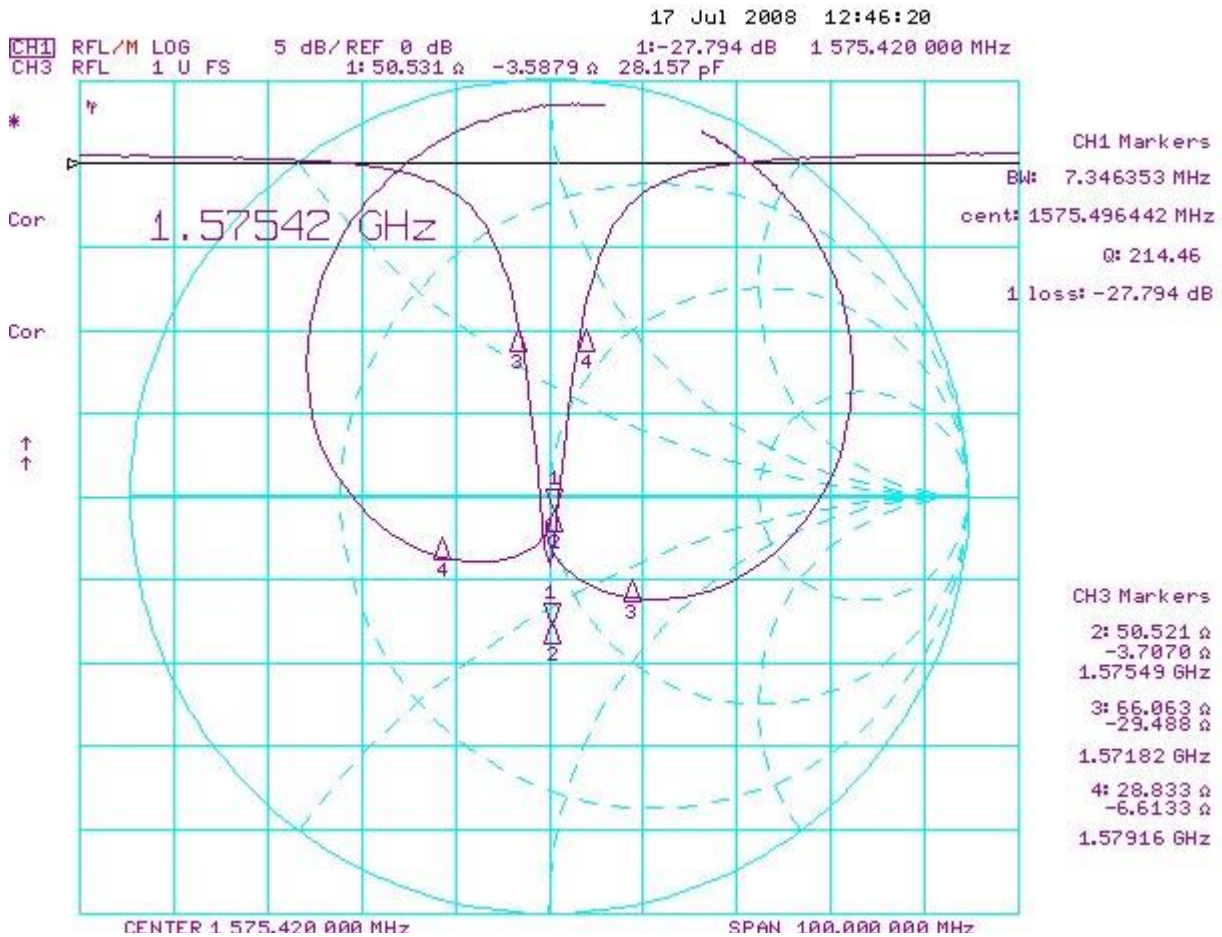 17 Jul 2008 12:46:20
CH1 RFL/M LOG 5 dB/REF 0 dB 1:-27.794 dB 1 575.420 000 MHz
CH3 RFL 1 U FS 1: 50.531 Ω -3.5879 Ω 28.157 pF
*
CH1 Markers
BW: 7.346353 MHz
cent: 1575.496442 MHz
Cor
1.57542 GHz
Q: 214.46
1 loss: -27.794 dB
Cor
3
4
↑
↑
1
2
4
3
1
2
CH3 Markers
2: 50.521 Ω
-3.7070 Ω
1.57549 GHz
3: 66.063 Ω
-29.488 Ω
1.57182 GHz
4: 28.833 Ω
-6.6133 Ω
1.57916 GHz
CENTER 1 575.420 000 MHz SPAN 100.000 000 MHz